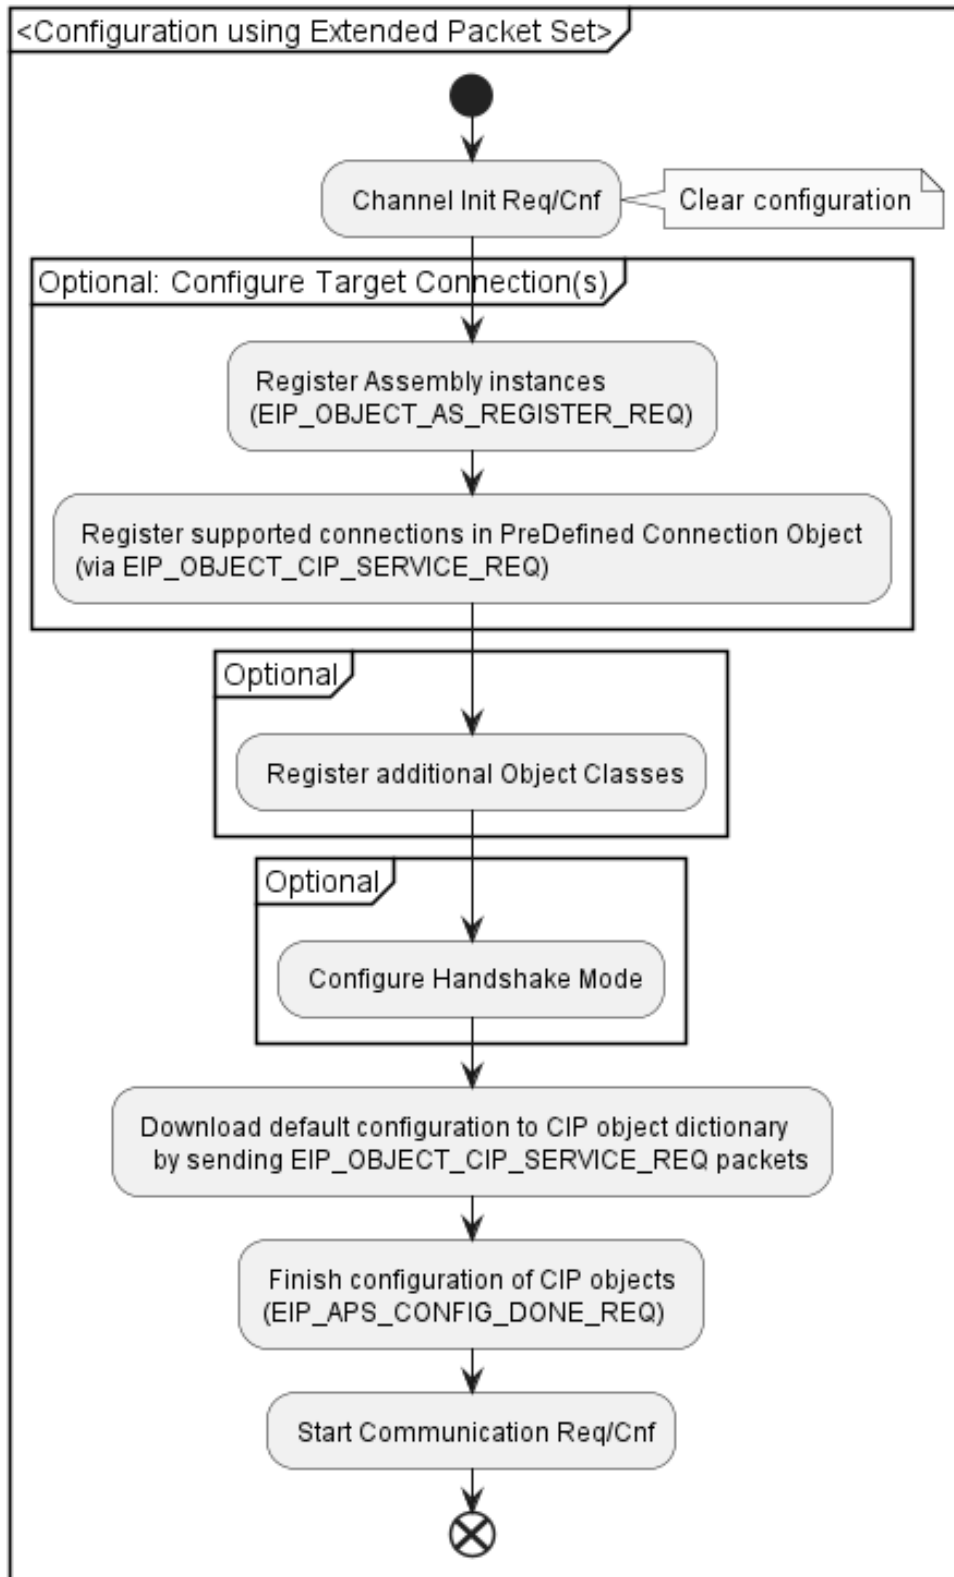 <Configuration using Extended Packet Set>
Channel Init Req/Cnf
Clear configuration
Optional: Configure Target Connection(s)
Register Assembly instances
(EIP_OBJECT_AS_REGISTER_REQ)
Register supported connections in PreDefined Connection Object
(via EIP_OBJECT_CIP_SERVICE_REQ)
Optional
Register additional Object Classes
Optional
Configure Handshake Mode
Download default configuration to CIP object dictionary
by sending EIP_OBJECT_CIP_SERVICE_REQ packets
Finish configuration of CIP objects
(EIP_APS_CONFIG_DONE_REQ)
Start Communication Req/Cnf